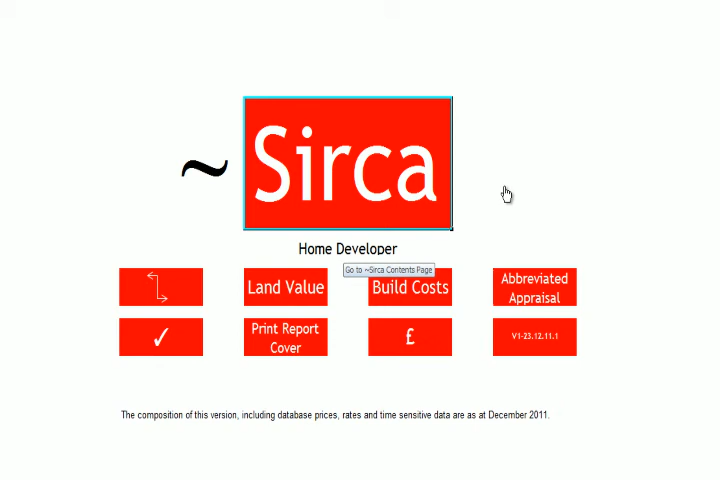 ~ Sirca
Home Developer
Go to ~Sirca Contents Page
Land Value
Build Costs
Abbreviated
Appraisal
✓
Print Report
Cover
£
V1-23.12.11.1
The composition of this version, including database prices, rates and time sensitive data are as at December 2011.